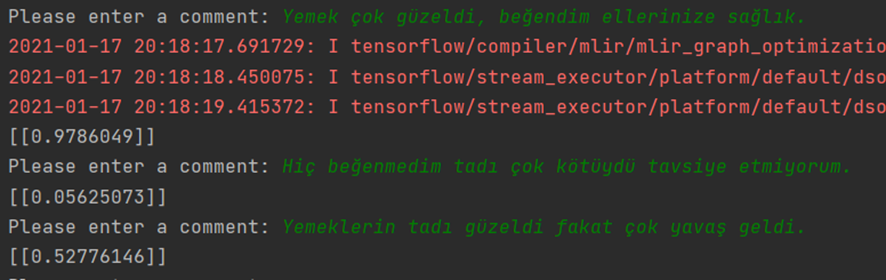 Please enter a comment: Yemek çok güzeldi, beğendim ellerinize sağlık.
2021-01-17 20:18:17.691729: I tensorflow/compiler/mlir/mlir_graph_optimizatio
2021-01-17 20:18:18.450075: I tensorflow/stream_executor/platform/default/dso
2021-01-17 20:18:19.415372: I tensorflow/stream_executor/platform/default/dso
[[0.9786049]]
Please enter a comment: Hiç beğenmedim tadı çok kötüydü tavsiye etmiyorum.
[[0.05625073]]
Please enter a comment: Yemeklerin tadı güzeldi fakat çok yavaş geldi.
[[0.52776146]]